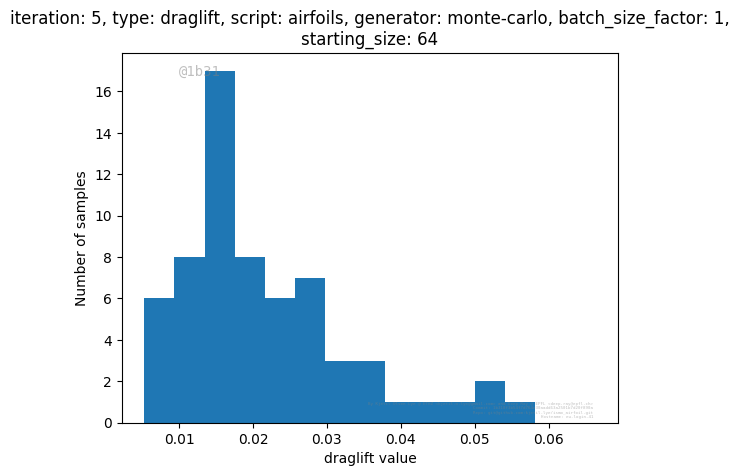 iteration: 5, type: draglift, script: airfoils, generator: monte-carlo, batch_size_factor: 1,
starting_size: 64
@1b31
16
14
12
10
8
6
4
2
0
Number of samples
0.01 0.02 0.03 0.04 0.05 0.06
draglift value